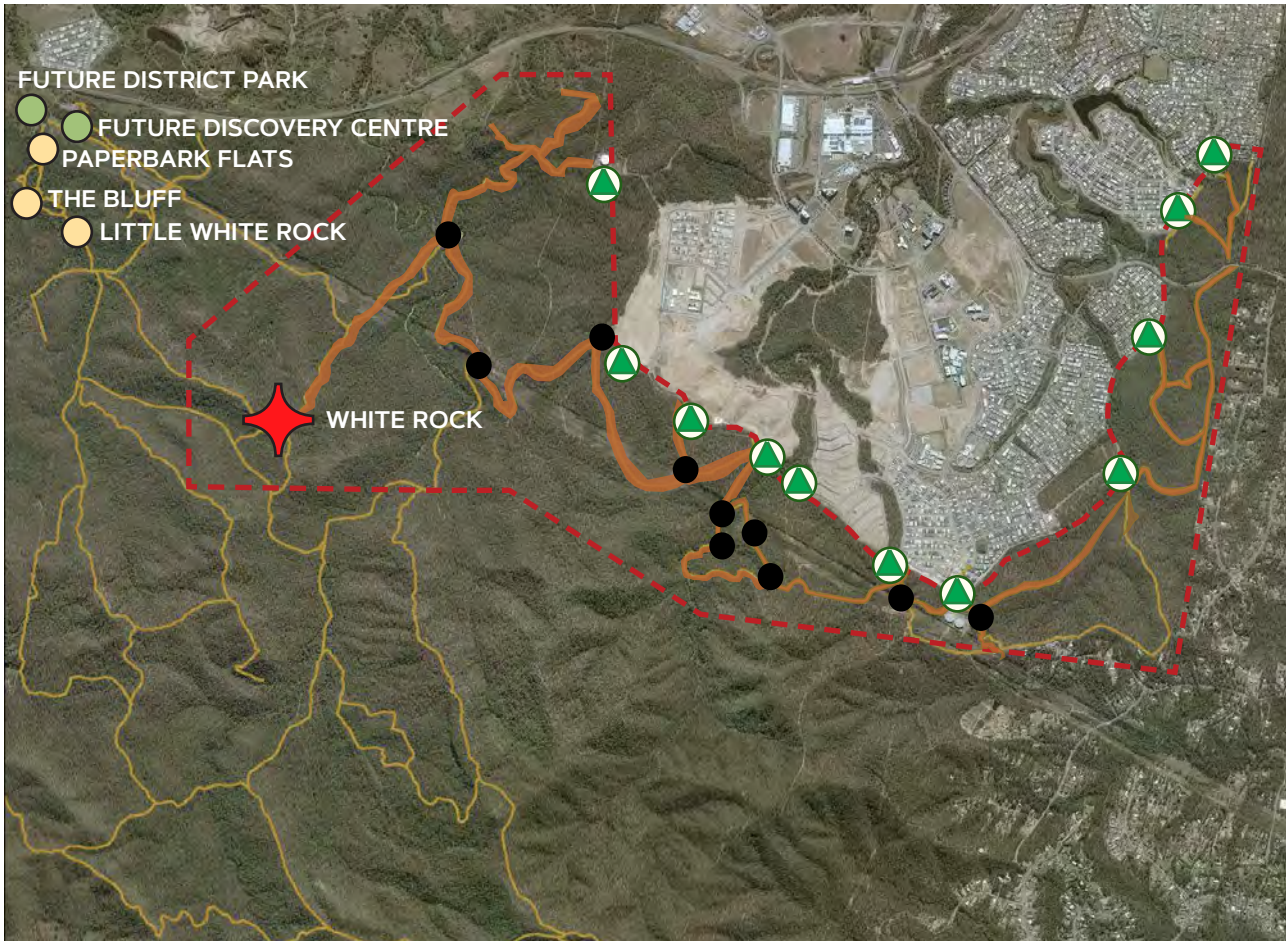 FUTURE DISTRICT PARK
FUTURE DISCOVERY CENTRE
PAPERBARK FLATS
THE BLUFF
LITTLE WHITE ROCK
WHITE ROCK